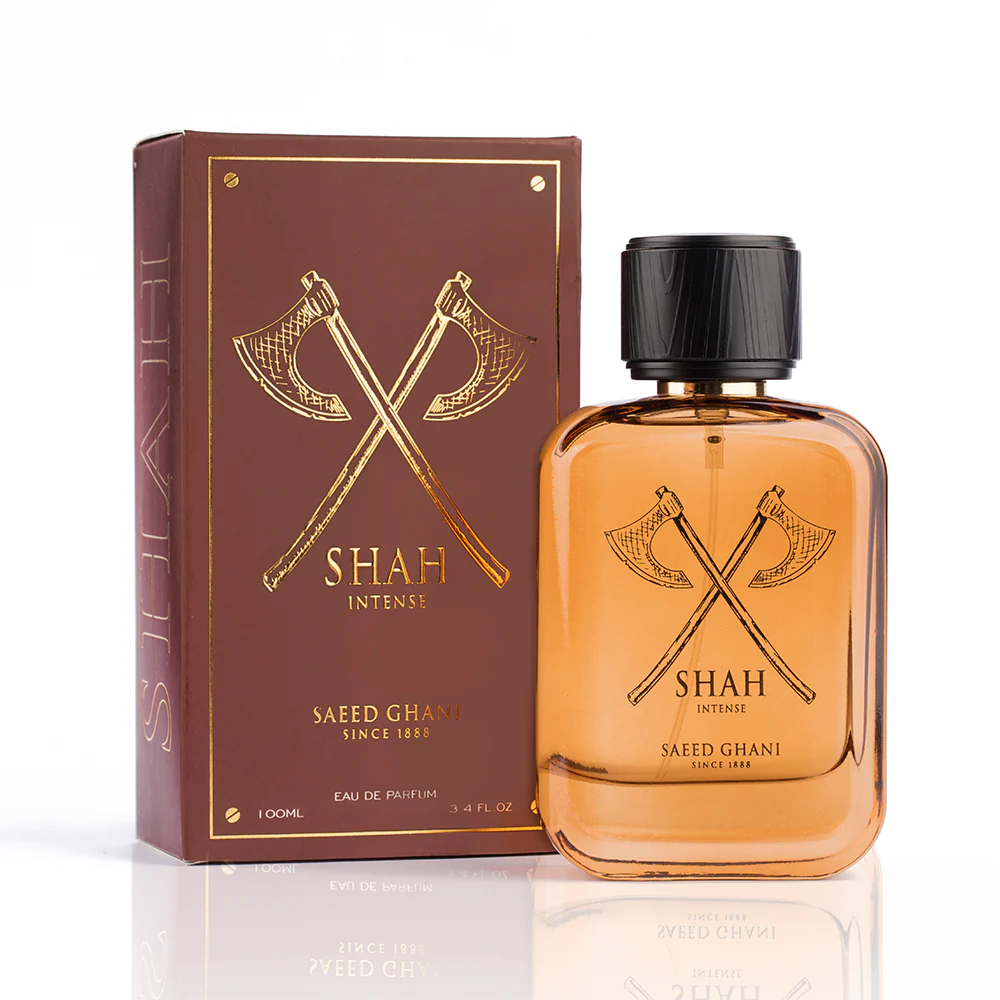 SHAH
SHAH
INTENSE
SAEED GHANI
SINCE 1888
EAU DE PARFUM
100ML
3.4 FL.OZ
SHAH
INTENSE
SAEED GHANI
SINCE 1888